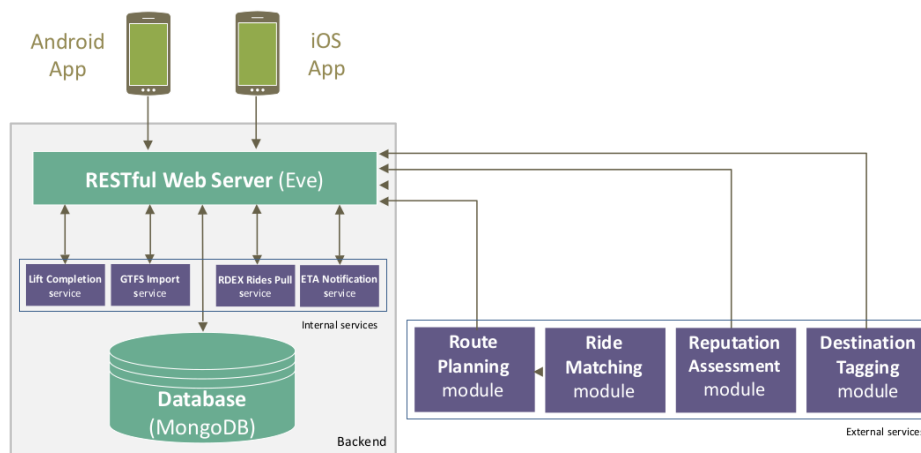 Android
App
iOS
App
RESTful Web Server (Eve)
Lift Completion
service
GTFS Import
service
RDEX Rides Pull
service
ETA Notification
service
Internal services
Database
(MongoDB)
Backend
Route
Planning
module
Ride
Matching
module
Reputation
Assessment
module
Destination
Tagging
module
External services